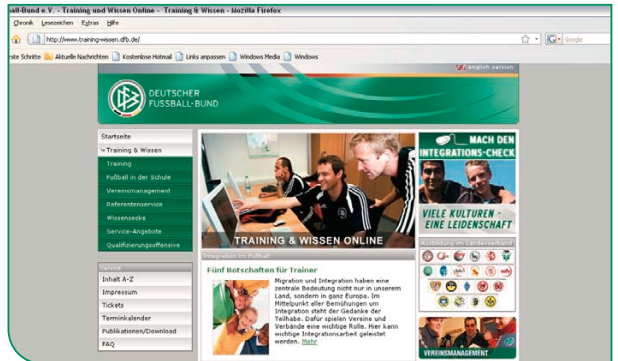 all-Bund e.V. - Training und Wissen Online - Training & Wissen - Mozilla Firefox
Chronik Lesezeichen Extras Hilfe
http://www.training-wissen.dfb.de/
Google
rste Schritte Aktuelle Nachrichten Kostenlose Hotmail Links anpassen Windows Media Windows
english version
DFB
DEUTSCHER
FUSSBALL-BUND
Startseite
Training & Wissen
Training
Fußball in der Schule
Vereinsmanagement
Referentenservice
Wissensecke
Service-Angebote
Qualifizierungsoffensive
Service
Inhalt A-Z
Impressum
Tickets
Terminkalender
Publikationen/Download
FAQ
TRAINING & WISSEN ONLINE
Integration im Fußball
Fünf Botschaften für Trainer
Migration und Integration haben eine
zentrale Bedeutung nicht nur in unserem
Land, sondern in ganz Europa. Im
Mittelpunkt aller Bemühungen um
Integration steht der Gedanke der
Teilhabe. Dafür spielen Vereine und
Verbände eine wichtige Rolle. Hier kann
wichtige Integrationsarbeit geleistet
werden. Mehr
MACH DEN
INTEGRATIONS-CHECK
VIELE KULTUREN -
EINE LEIDENSCHAFT
Ausbildung im Landesverband
VEREINSMANAGEMENT